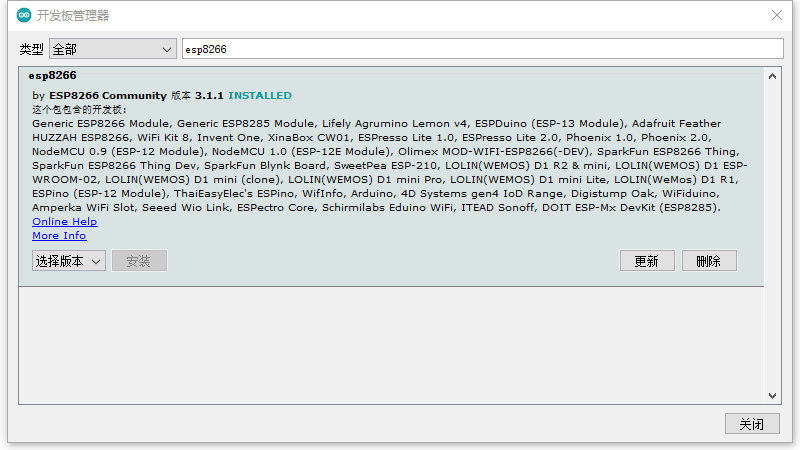 开发板管理器
类型 全部 esp8266
esp8266
by ESP8266 Community 版本 3.1.1 INSTALLED
这个包包含的开发板：
Generic ESP8266 Module, Generic ESP8285 Module, Lifely Agrumino Lemon v4, ESPDuino (ESP-13 Module), Adafruit Feather
HUZZAH ESP8266, WiFi Kit 8, Invent One, XinaBox CW01, ESPresso Lite 1.0, ESPresso Lite 2.0, Phoenix 1.0, Phoenix 2.0,
NodeMCU 0.9 (ESP-12 Module), NodeMCU 1.0 (ESP-12E Module), Olimex MOD-WIFI-ESP8266(-DEV), SparkFun ESP8266 Thing,
SparkFun ESP8266 Thing Dev, SparkFun Blynk Board, SweetPea ESP-210, LOLIN(WEMOS) D1 R2 & mini, LOLIN(WEMOS) D1 ESP-
WROOM-02, LOLIN(WEMOS) D1 mini (clone), LOLIN(WEMOS) D1 mini Pro, LOLIN(WEMOS) D1 mini Lite, LOLIN(WeMos) D1 R1,
ESPino (ESP-12 Module), ThaiEasyElec's ESPino, WifInfo, Arduino, 4D Systems gen4 IoD Range, Digistump Oak, WiFiduino,
Amperka WiFi Slot, Seeed Wio Link, ESPectro Core, Schirmilabs Eduino WiFi, ITEAD Sonoff, DOIT ESP-Mx DevKit (ESP8285).
Online Help
More Info
选择版本 安装 更新 删除
关闭